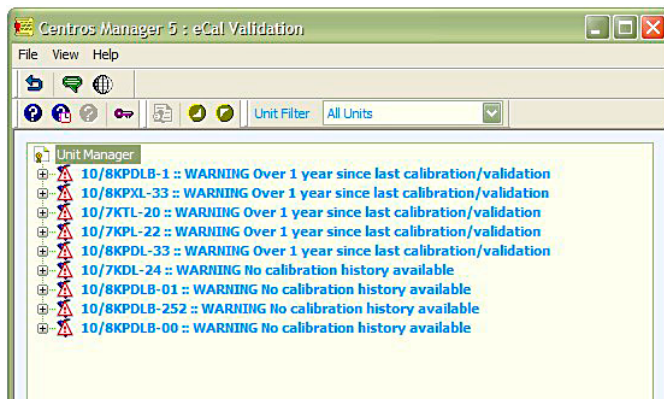 Centros Manager 5 : eCal Validation
File View Help
Unit Filter All Units
Unit Manager
10/8KPDLB-1 :: WARNING Over 1 year since last calibration/validation
10/8KPXL-33 :: WARNING Over 1 year since last calibration/validation
10/7KTL-20 :: WARNING Over 1 year since last calibration/validation
10/7KPL-22 :: WARNING Over 1 year since last calibration/validation
10/8KPDL-33 :: WARNING Over 1 year since last calibration/validation
10/7KDL-24 :: WARNING No calibration history available
10/8KPDLB-01 :: WARNING No calibration history available
10/8KPDLB-252 :: WARNING No calibration history available
10/8KPDLB-00 :: WARNING No calibration history available